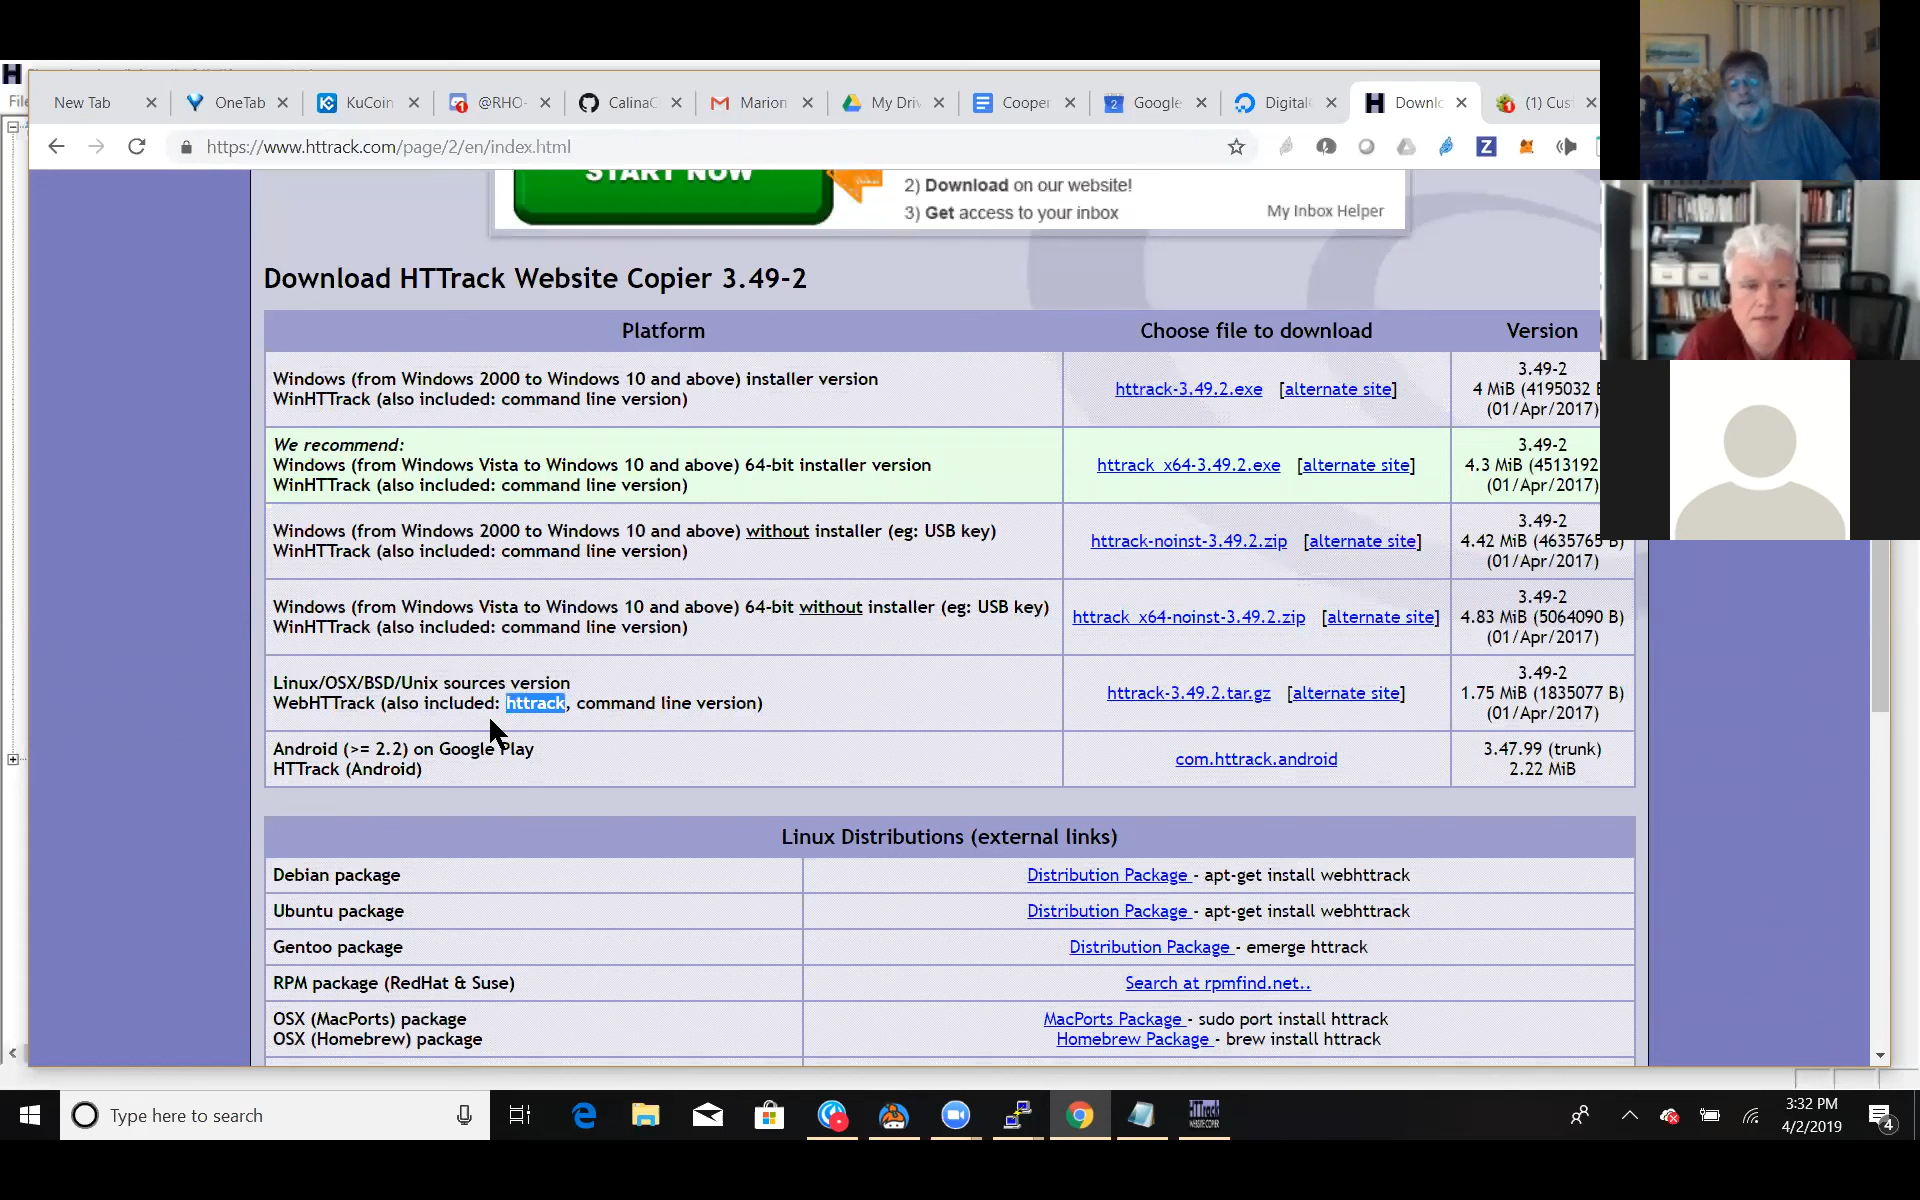 File
New Tab
OneTab
KuCoin
@RHO-
CalinaC
Marion
My Driv
Cooper
Google
Digital
Downlo
(1) Cus
https://www.httrack.com/page/2/en/index.html
START NOW
2) Download on our website!
3) Get access to your inbox
My Inbox Helper
Download HTTrack Website Copier 3.49-2
Platform
Choose file to download
Version
Windows (from Windows 2000 to Windows 10 and above) installer version
WinHTTrack (also included: command line version)
httrack-3.49.2.exe [alternate site]
3.49-2
4 MiB (4195032
(01/Apr/2017)
We recommend:
Windows (from Windows Vista to Windows 10 and above) 64-bit installer version
WinHTTrack (also included: command line version)
httrack_x64-3.49.2.exe [alternate site]
3.49-2
4.3 MiB (4513192
(01/Apr/2017)
Windows (from Windows 2000 to Windows 10 and above) without installer (eg: USB key)
WinHTTrack (also included: command line version)
httrack-noinst-3.49.2.zip [alternate site]
3.49-2
4.42 MiB (4635765 B)
(01/Apr/2017)
Windows (from Windows Vista to Windows 10 and above) 64-bit without installer (eg: USB key)
WinHTTrack (also included: command line version)
httrack_x64-noinst-3.49.2.zip [alternate site]
3.49-2
4.83 MiB (5064090 B)
(01/Apr/2017)
Linux/OSX/BSD/Unix sources version
WebHTTrack (also included: httrack, command line version)
httrack-3.49.2.tar.gz [alternate site]
3.49-2
1.75 MiB (1835077 B)
(01/Apr/2017)
Android (>= 2.2) on Google Play
HTTrack (Android)
com.httrack.android
3.47.99 (trunk)
2.22 MiB
Linux Distributions (external links)
Debian package
Distribution Package - apt-get install webhttrack
Ubuntu package
Distribution Package - apt-get install webhttrack
Gentoo package
Distribution Package - emerge httrack
RPM package (RedHat & Suse)
Search at rpmfind.net..
OSX (MacPorts) package
OSX (Homebrew) package
MacPorts Package - sudo port install httrack
Homebrew Package - brew install httrack
Type here to search
HTTrack
WEBSITE COPIER
3:32 PM
4/2/2019
4